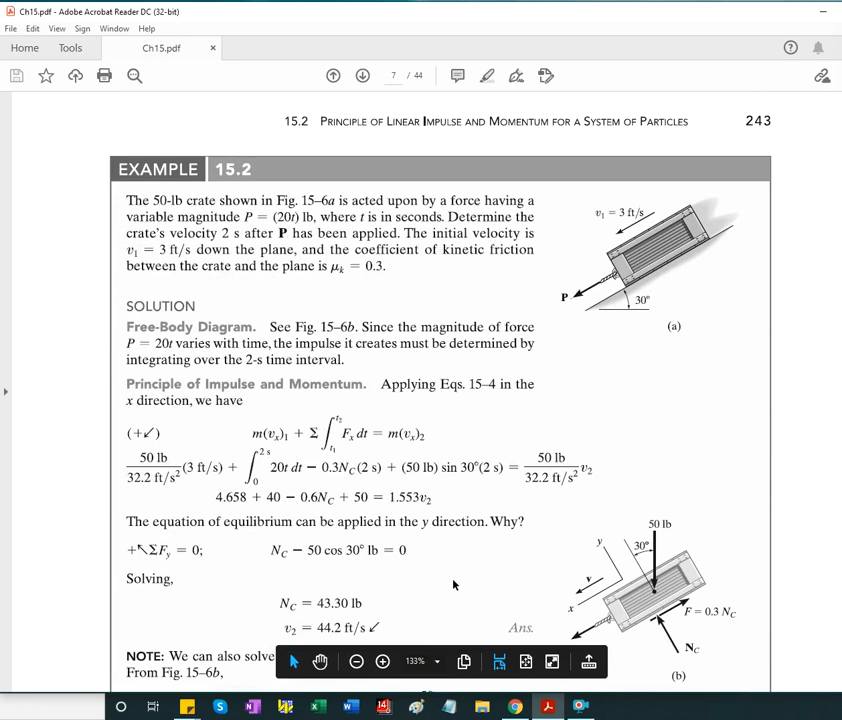 Ch15.pdf - Adobe Acrobat Reader DC (32-bit)
File Edit View Sign Window Help
Home Tools Ch15.pdf ×
7 / 44
15.2 PRINCIPLE OF LINEAR IMPULSE AND MOMENTUM FOR A SYSTEM OF PARTICLES 243
EXAMPLE 15.2
The 50-lb crate shown in Fig. 15–6a is acted upon by a force having a
variable magnitude P = (20t) lb, where t is in seconds. Determine the
crate's velocity 2 s after P has been applied. The initial velocity is
v₁ = 3 ft/s down the plane, and the coefficient of kinetic friction
between the crate and the plane is μₖ = 0.3.
v₁ = 3 ft/s
P
30°
(a)
SOLUTION
Free-Body Diagram. See Fig. 15–6b. Since the magnitude of force
P = 20t varies with time, the impulse it creates must be determined by
integrating over the 2-s time interval.
Principle of Impulse and Momentum. Applying Eqs. 15–4 in the
x direction, we have
(+↙) m(vₓ)₁ + Σ ∫_{t₁}^{t₂} Fₓ dt = m(vₓ)₂
50 lb / 32.2 ft/s² (3 ft/s) + ∫₀^{2 s} 20t dt − 0.3N_C(2 s) + (50 lb) sin 30°(2 s) = 50 lb / 32.2 ft/s² v₂
4.658 + 40 − 0.6N_C + 50 = 1.553v₂
The equation of equilibrium can be applied in the y direction. Why?
+↖ΣF_y = 0; N_C − 50 cos 30° lb = 0
Solving,
N_C = 43.30 lb
v₂ = 44.2 ft/s ↙ Ans.
50 lb
y
30°
v
x
F = 0.3 N_C
N_C
(b)
NOTE: We can also solve
From Fig. 15–6b,
133%